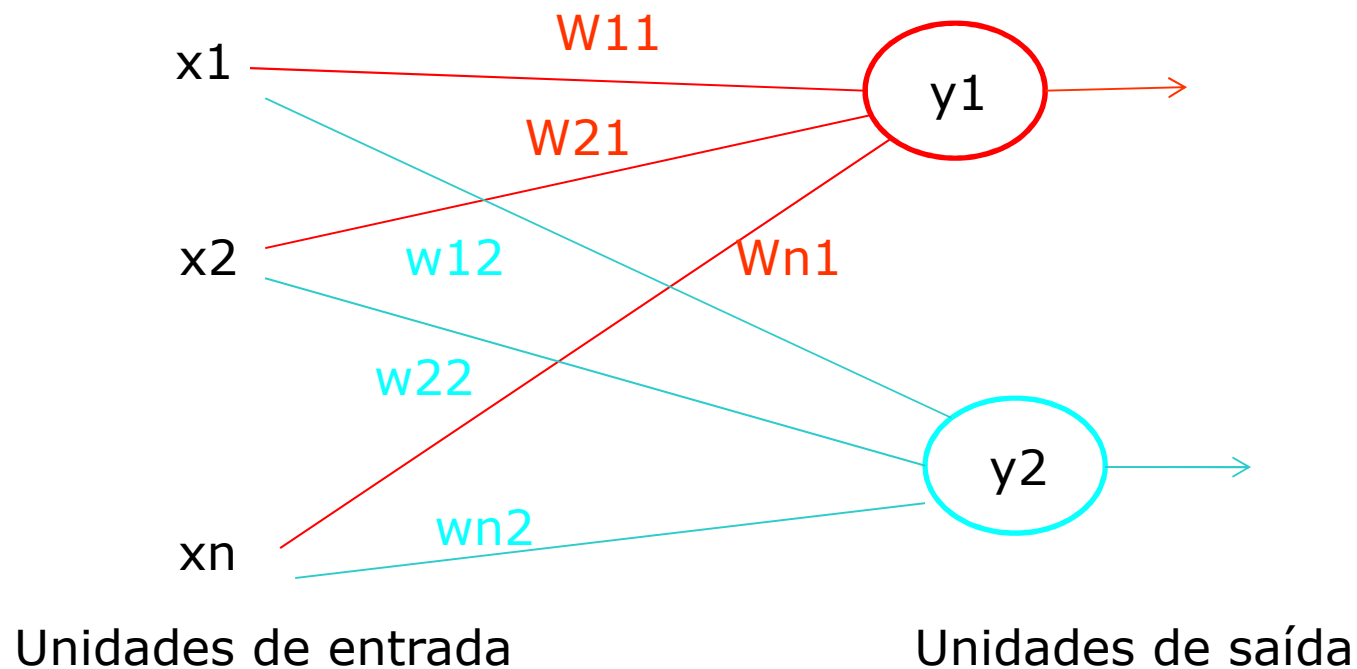 W11
x1
y1
W21
x2
w12
Wn1
w22
y2
wn2
xn
Unidades de entrada
Unidades de saída